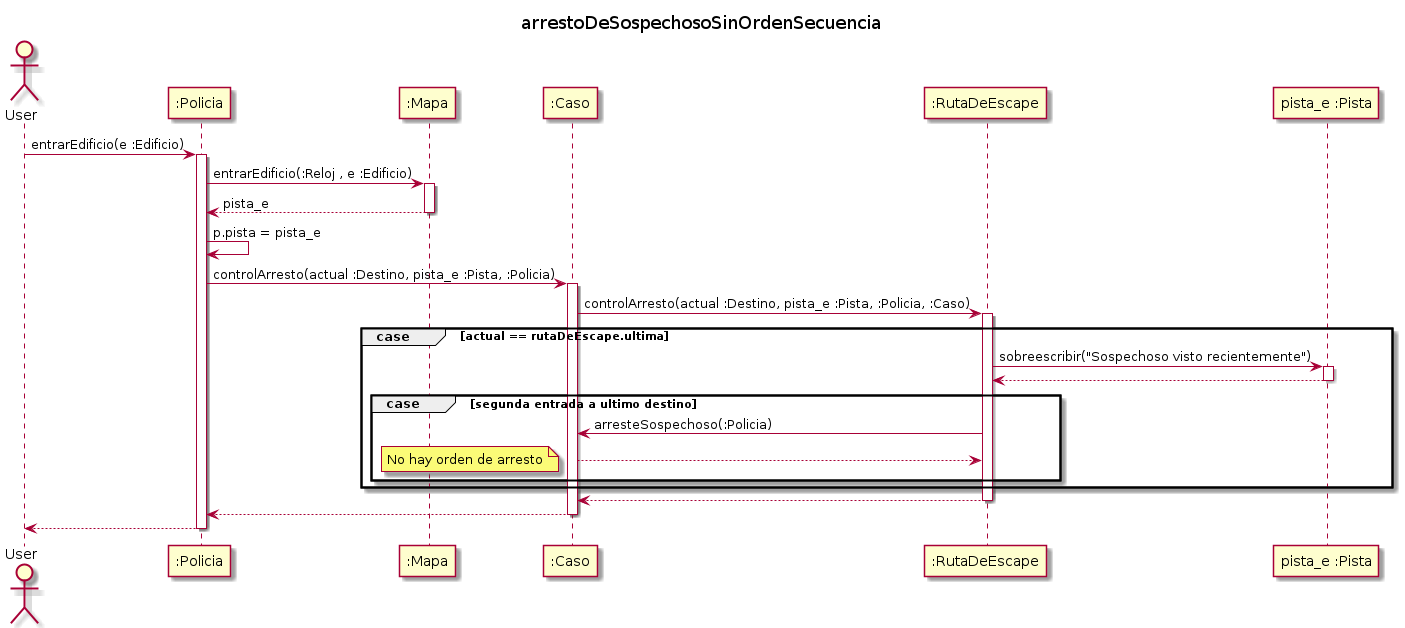 arrestoDeSospechosoSinOrdenSecuencia
User
:Policia
:Mapa
:Caso
:RutaDeEscape
pista_e :Pista
entrarEdificio(e :Edificio)
entrarEdificio(:Reloj , e :Edificio)
pista_e
p.pista = pista_e
controlArresto(actual :Destino, pista_e :Pista, :Policia)
controlArresto(actual :Destino, pista_e :Pista, :Policia, :Caso)
case [actual == rutaDeEscape.ultima]
sobreescribir("Sospechoso visto recientemente")
case [segunda entrada a ultimo destino]
arresteSospechoso(:Policia)
No hay orden de arresto
User
:Policia
:Mapa
:Caso
:RutaDeEscape
pista_e :Pista